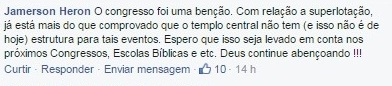 Jamerson Heron O congresso foi uma benção. Com relação a superlotação,
já está mais do que comprovado que o templo central não tem (e isso não é de
hoje) estrutura para tais eventos. Espero que isso seja levado em conta nos
próximos Congressos, Escolas Bíblicas e etc. Deus continue abençoando !!!
Curtir · Responder · Enviar mensagem · 10 · 14 h